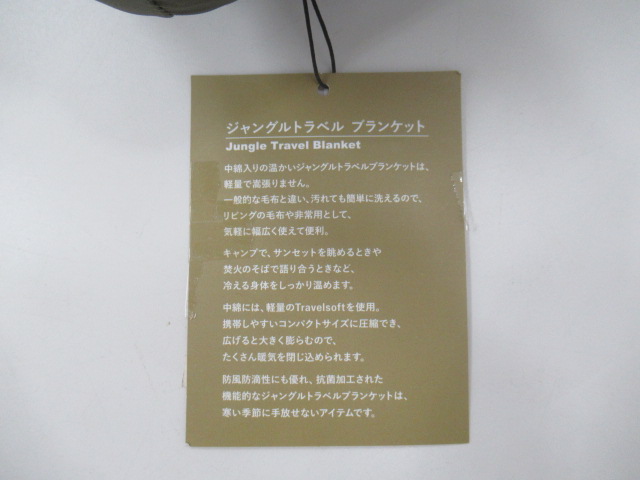 ジャングルトラベル ブランケット
Jungle Travel Blanket
中綿入りの温かいジャングルトラベルブランケットは、
軽量で嵩張りません。
一般的な毛布と違い、汚れても簡単に洗えるので、
リビングの毛布や非常用として、
気軽に幅広く使えて便利。
キャンプで、サンセットを眺めるときや
焚火のそばで語り合うときなど、
冷える身体をしっかり温めます。
中綿には、軽量のTravelsoftを使用。
携帯しやすいコンパクトサイズに圧縮でき、
広げると大きく膨らむので、
たくさん暖気を閉じ込められます。
防風防滴性にも優れ、抗菌加工された
機能的なジャングルトラベルブランケットは、
寒い季節に手放せないアイテムです。